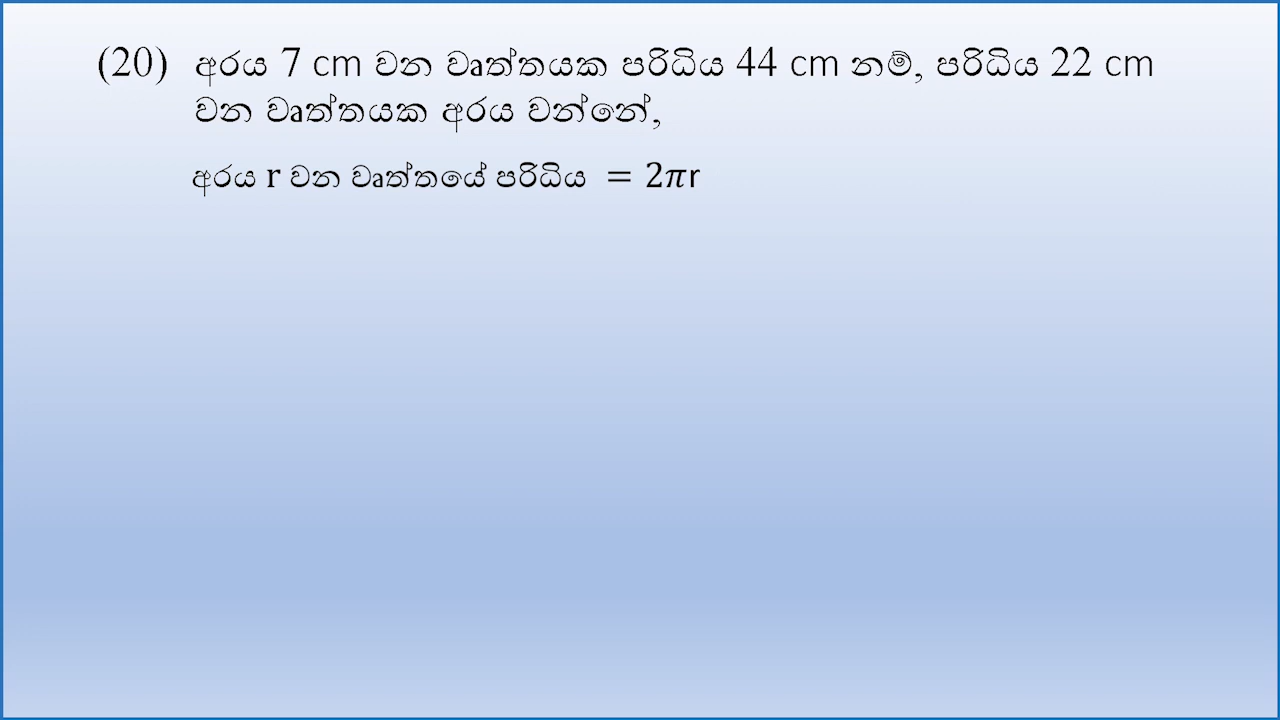 (20) අරය 7 cm වන වෘත්තයක පරිධිය 44 cm නම්, පරිධිය 22 cm
වන වෘත්තයක අරය වන්නේ,
අරය r වන වෘත්තයේ පරිධිය = 2𝜋r